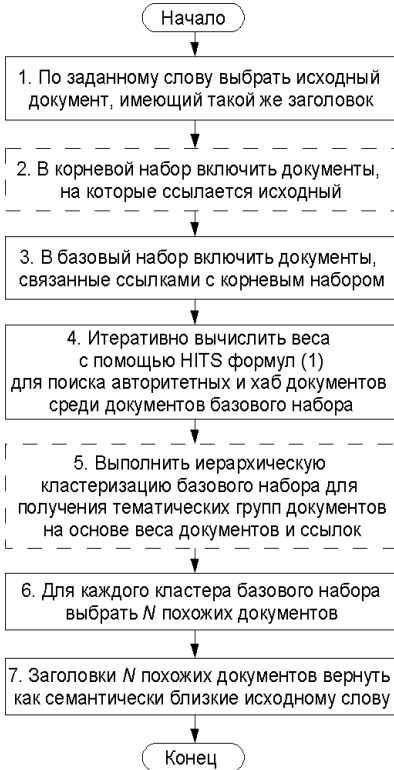 Начало
1. По заданному слову выбрать исходный
документ, имеющий такой же заголовок
2. В корневой набор включить документы,
на которые ссылается исходный
3. В базовый набор включить документы,
связанные ссылками с корневым набором
4. Итеративно вычислить веса
с помощью HITS формул (1)
для поиска авторитетных и хаб документов
среди документов базового набора
5. Выполнить иерархическую
кластеризацию базового набора для
получения тематических групп документов
на основе веса документов и ссылок
6. Для каждого кластера базового набора
выбрать N похожих документов
7. Заголовки N похожих документов вернуть
как семантически близкие исходному слову
Конец